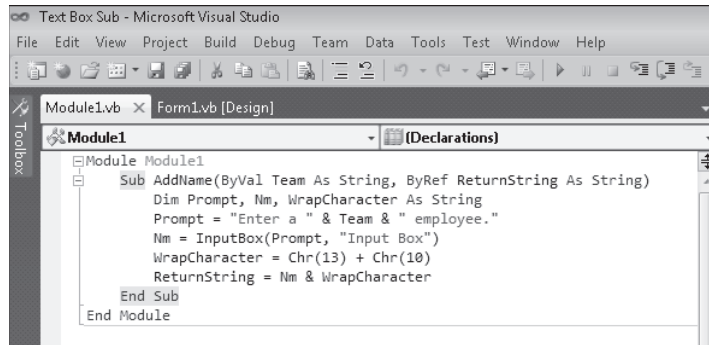 Text Box Sub - Microsoft Visual Studio
File Edit View Project Build Debug Team Data Tools Test Window Help
Module1.vb Form1.vb [Design]
Toolbox
Module1 (Declarations)
Module Module1
Sub AddName(ByVal Team As String, ByRef ReturnString As String)
Dim Prompt, Nm, WrapCharacter As String
Prompt = "Enter a " & Team & " employee."
Nm = InputBox(Prompt, "Input Box")
WrapCharacter = Chr(13) + Chr(10)
ReturnString = Nm & WrapCharacter
End Sub
End Module